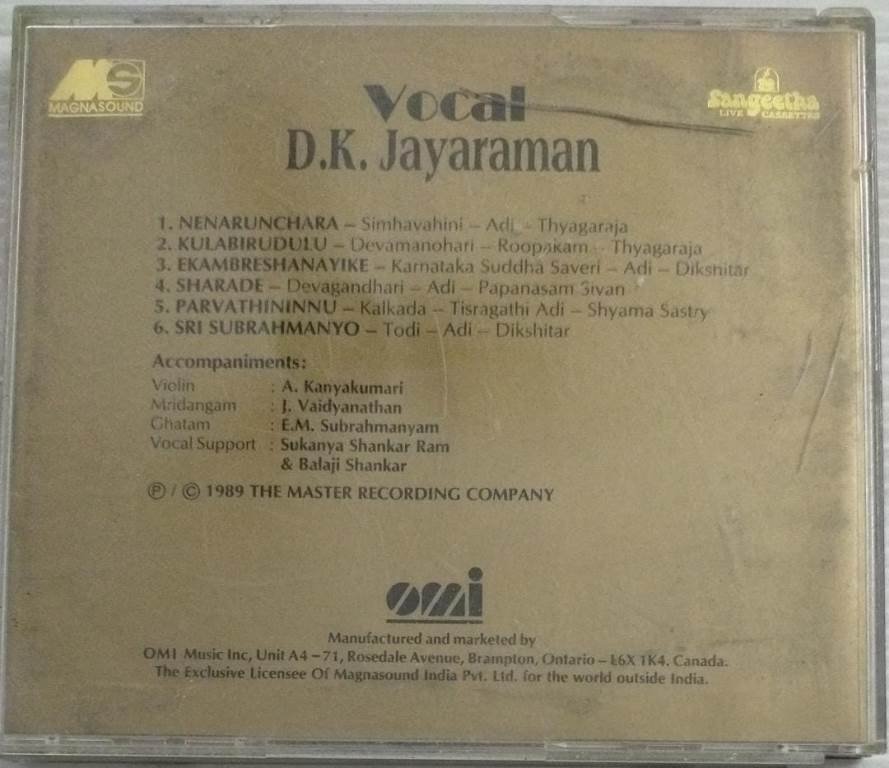 MS
MAGNASOUND
Vocal
Sangeetha
LIVE CASSETTES
D.K. Jayaraman
1. NENARUNCHARA – Simhavahini – Adi – Thyagaraja
2. KULABIRUDULU – Devamanohari – Roopakam – Thyagaraja
3. EKAMBRESHANAYIKE – Karnataka Suddha Saveri – Adi – Dikshitar
4. SHARADE – Devagandhari – Adi – Papanasam Sivan
5. PARVATHININNU – Kalkada – Tisragathi Adi – Shyama Sastry
6. SRI SUBRAHMANYO – Todi – Adi – Dikshitar
Accompaniments:
Violin : A. Kanyakumari
Mridangam : J. Vaidyanathan
Ghatam : E.M. Subrahmanyam
Vocal Support : Sukanya Shankar Ram
& Balaji Shankar
℗ / © 1989 THE MASTER RECORDING COMPANY
omi
Manufactured and marketed by
OMI Music Inc, Unit A4 – 71, Rosedale Avenue, Brampton, Ontario – L6X 1K4. Canada.
The Exclusive Licensee Of Magnasound India Pvt. Ltd. for the world outside India.